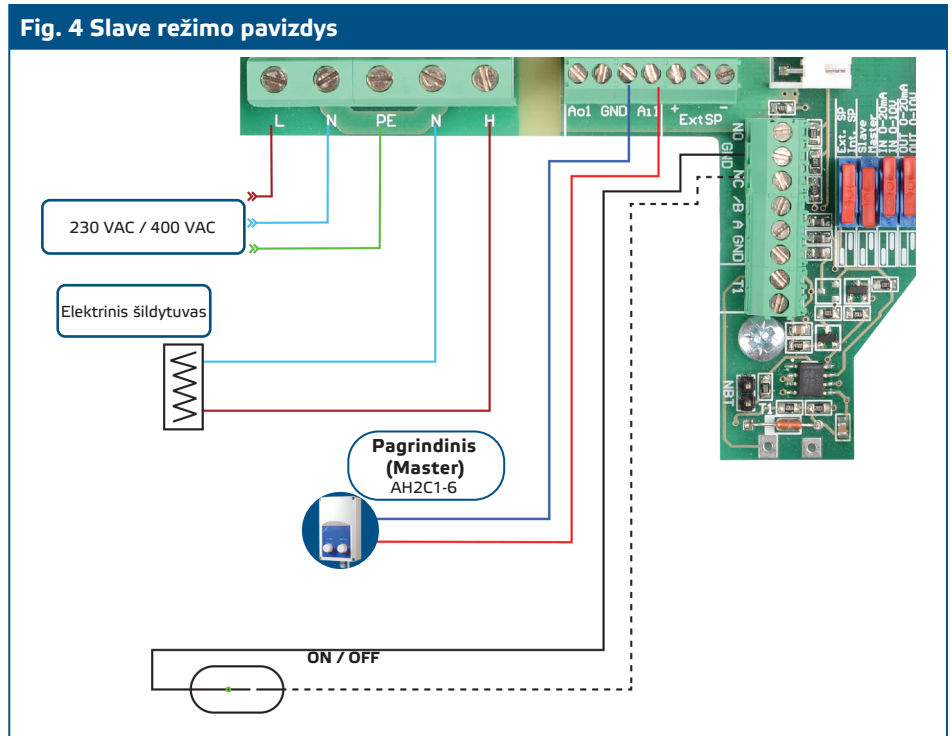 Fig. 4 Slave režimo pavizdys
L N PE N H
Ao1 GND Ai1 + ExtSP -
NO
GND
NC
/B
A
GND
T1
Ext. SP
Int. SP
Slave
Master
IN 0-20mA
IN 0-10V
OUT 0-20mA
OUT 0-10V
230 VAC / 400 VAC
Elektrinis šildytuvas
NBT
T1
Pagrindinis
(Master)
AH2C1-6
ON / OFF